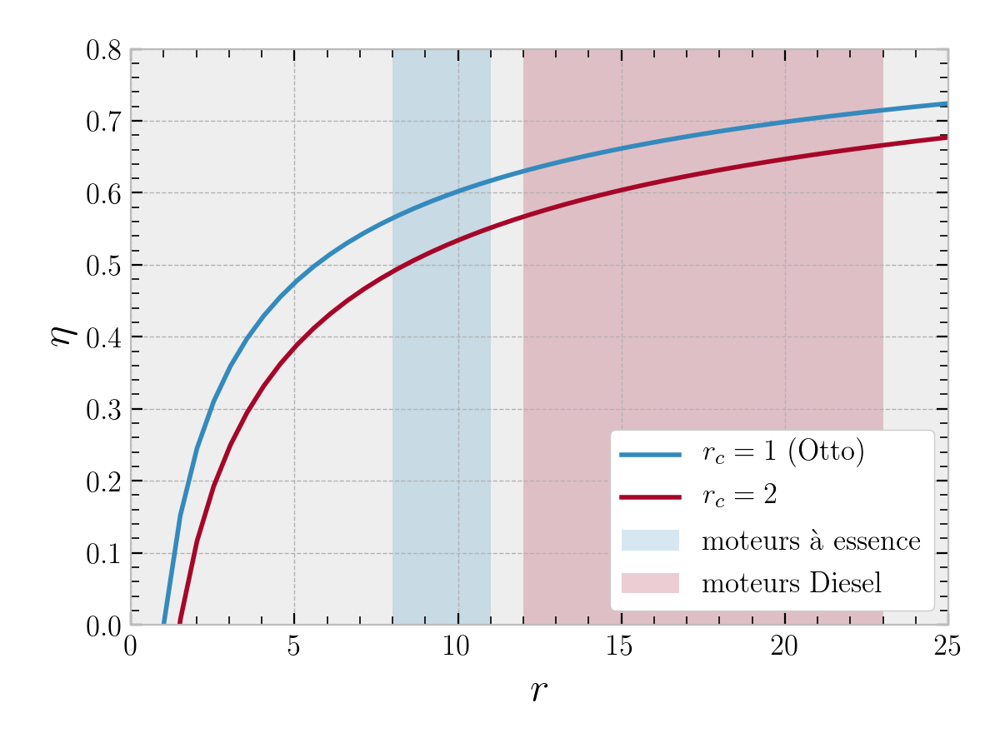 0.8
0.7
0.6
0.5
0.4
0.3
0.2
0.1
0.0
η
0 5 10 15 20 25
r
r_c = 1 (Otto)
r_c = 2
moteurs à essence
moteurs Diesel